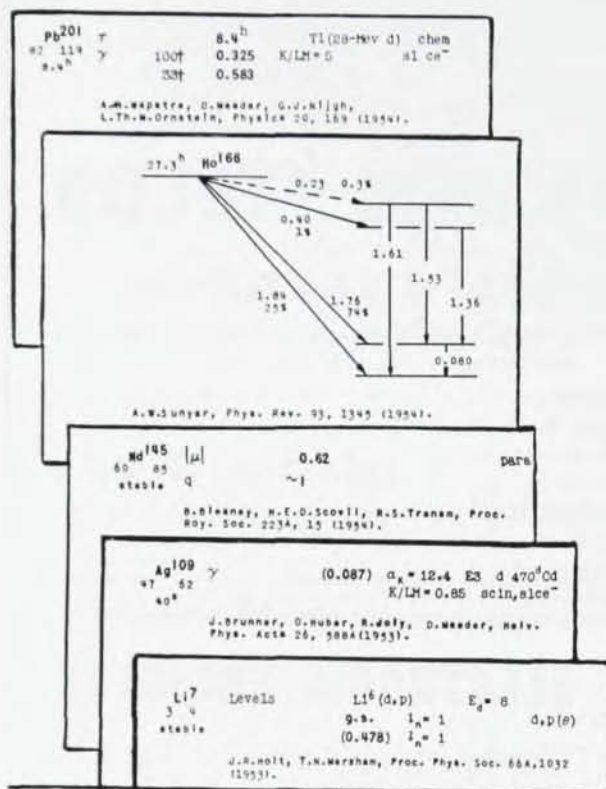 Pb201 τ 8.4h Tl(28-Mev d) chem
82 119 γ 100† 0.325 K/LM=5 sl ce−
8.4h 33† 0.583
A.H.Wapstra, D.Maeder, G.J.Nijgh,
L.Th.M.Ornstein, Physica 20, 169 (1954).
27.3h Ho166
0.23 0.3%
0.40
1%
1.61
1.53
1.36
1.84
25%
1.76
74%
0.080
A.W.Sunyar, Phys. Rev. 93, 1345 (1954).
Nd145 |μ| 0.62 para
60 85 q ~1
stable
B.Bleaney, H.E.D.Scovil, R.S.Trenam, Proc.
Roy. Soc. 223A, 15 (1954).
Ag109 γ (0.087) αK = 12.4 E3 d 470dCd
47 62 K/LM = 0.85 scin,slce−
40s
J.Brunner, O.Huber, R.Joly, D.Maeder, Helv.
Phys. Acta 26, 588A(1953).
Li7 Levels Li6(d,p) Ed= 8
3 4 g.s. ln= 1 d,p(θ)
stable (0.478) ln= 1
J.R.Holt, T.N.Marsham, Proc. Phys. Soc. 66A,1032
(1953).